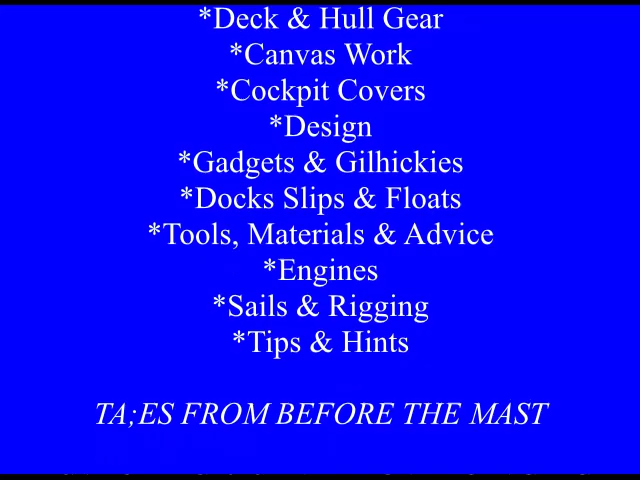 *Deck & Hull Gear
*Canvas Work
*Cockpit Covers
*Design
*Gadgets & Gilhickies
*Docks Slips & Floats
*Tools, Materials & Advice
*Engines
*Sails & Rigging
*Tips & Hints
TA;ES FROM BEFORE THE MAST